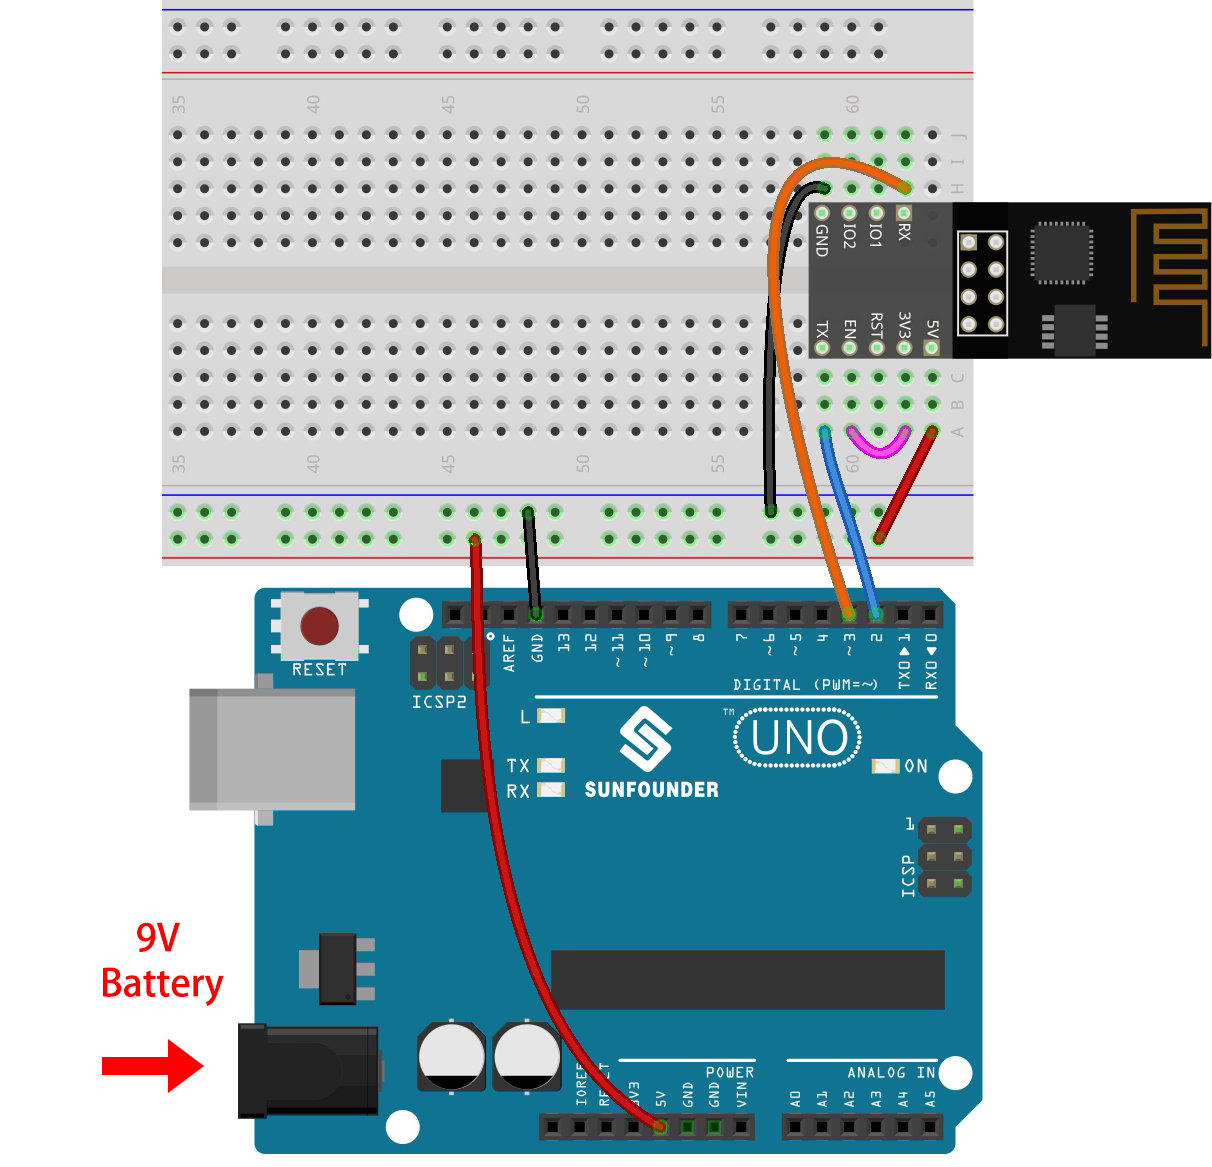 35 40 45 50 55 60
J
I
H
GND IO2 IO1 RX
TX EN RST 3V3 5V
C
B
A
35 40 45 50 55 60
RESET
ICSP2
AREF GND 13 12 ~11 ~10 ~9 8 7 ~6 ~5 4 ~3 2 TX0▶1 RX0◀0
DIGITAL (PWM=~)
L
TX
RX
SUNFOUNDER
™ UNO
ON
1
ICSP
9V
Battery
POWER
ANALOG IN
IOREF 3V3 5V GND GND VIN A0 A1 A2 A3 A4 A5